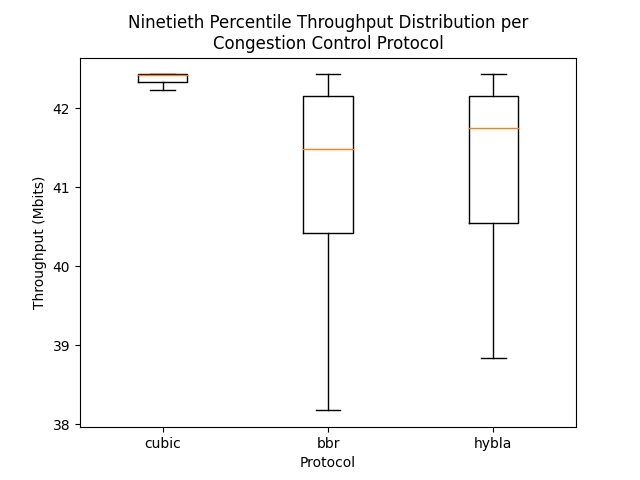 Ninetieth Percentile Throughput Distribution per
Congestion Control Protocol
Throughput (Mbits)
42
41
40
39
38
cubic
bbr
hybla
Protocol